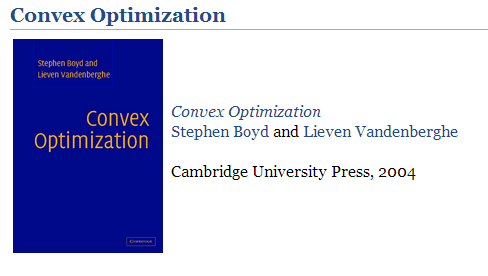 Convex Optimization
Stephen Boyd and
Lieven Vandenberghe
Convex
Optimization
CAMBRIDGE
Convex Optimization
Stephen Boyd and Lieven Vandenberghe
Cambridge University Press, 2004